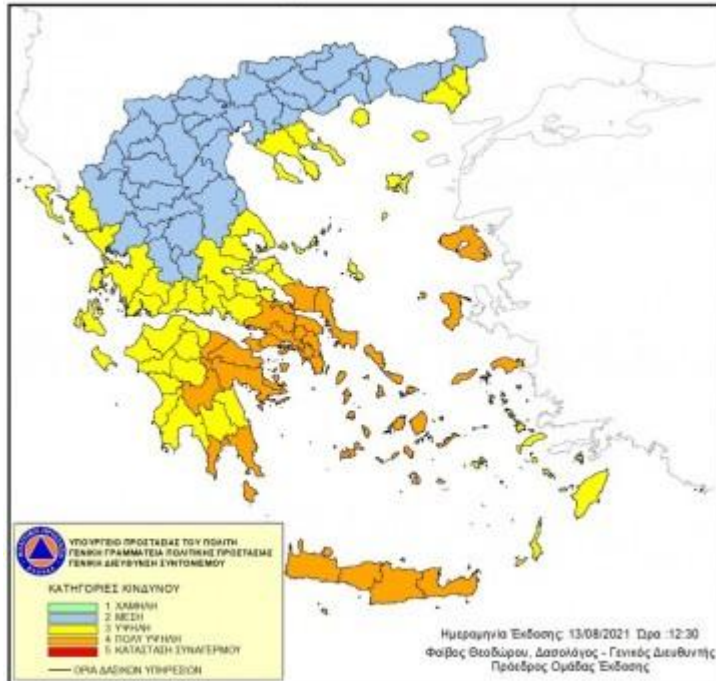 ΥΠΟΥΡΓΕΙΟ ΠΡΟΣΤΑΣΙΑΣ ΤΟΥ ΠΟΛΙΤΗ
ΓΕΝΙΚΗ ΓΡΑΜΜΑΤΕΙΑ ΠΟΛΙΤΙΚΗΣ ΠΡΟΣΤΑΣΙΑΣ
ΓΕΝΙΚΗ ΔΙΕΥΘΥΝΣΗ ΣΥΝΤΟΝΙΣΜΟΥ
ΚΑΤΗΓΟΡΙΕΣ ΚΙΝΔΥΝΟΥ
1 ΧΑΜΗΛΗ
2 ΜΕΣΗ
3 ΥΨΗΛΗ
4 ΠΟΛΥ ΥΨΗΛΗ
5 ΚΑΤΑΣΤΑΣΗ ΣΥΝΑΓΕΡΜΟΥ
ΟΡΙΑ ΔΑΣΙΚΩΝ ΥΠΗΡΕΣΙΩΝ
Ημερομηνία Έκδοσης: 13/08/2021 Ώρα :12:30
Φοίβος Θεοδώρου, Δασολόγος - Γενικός Διευθυντής
Πρόεδρος Ομάδας Έκδοσης